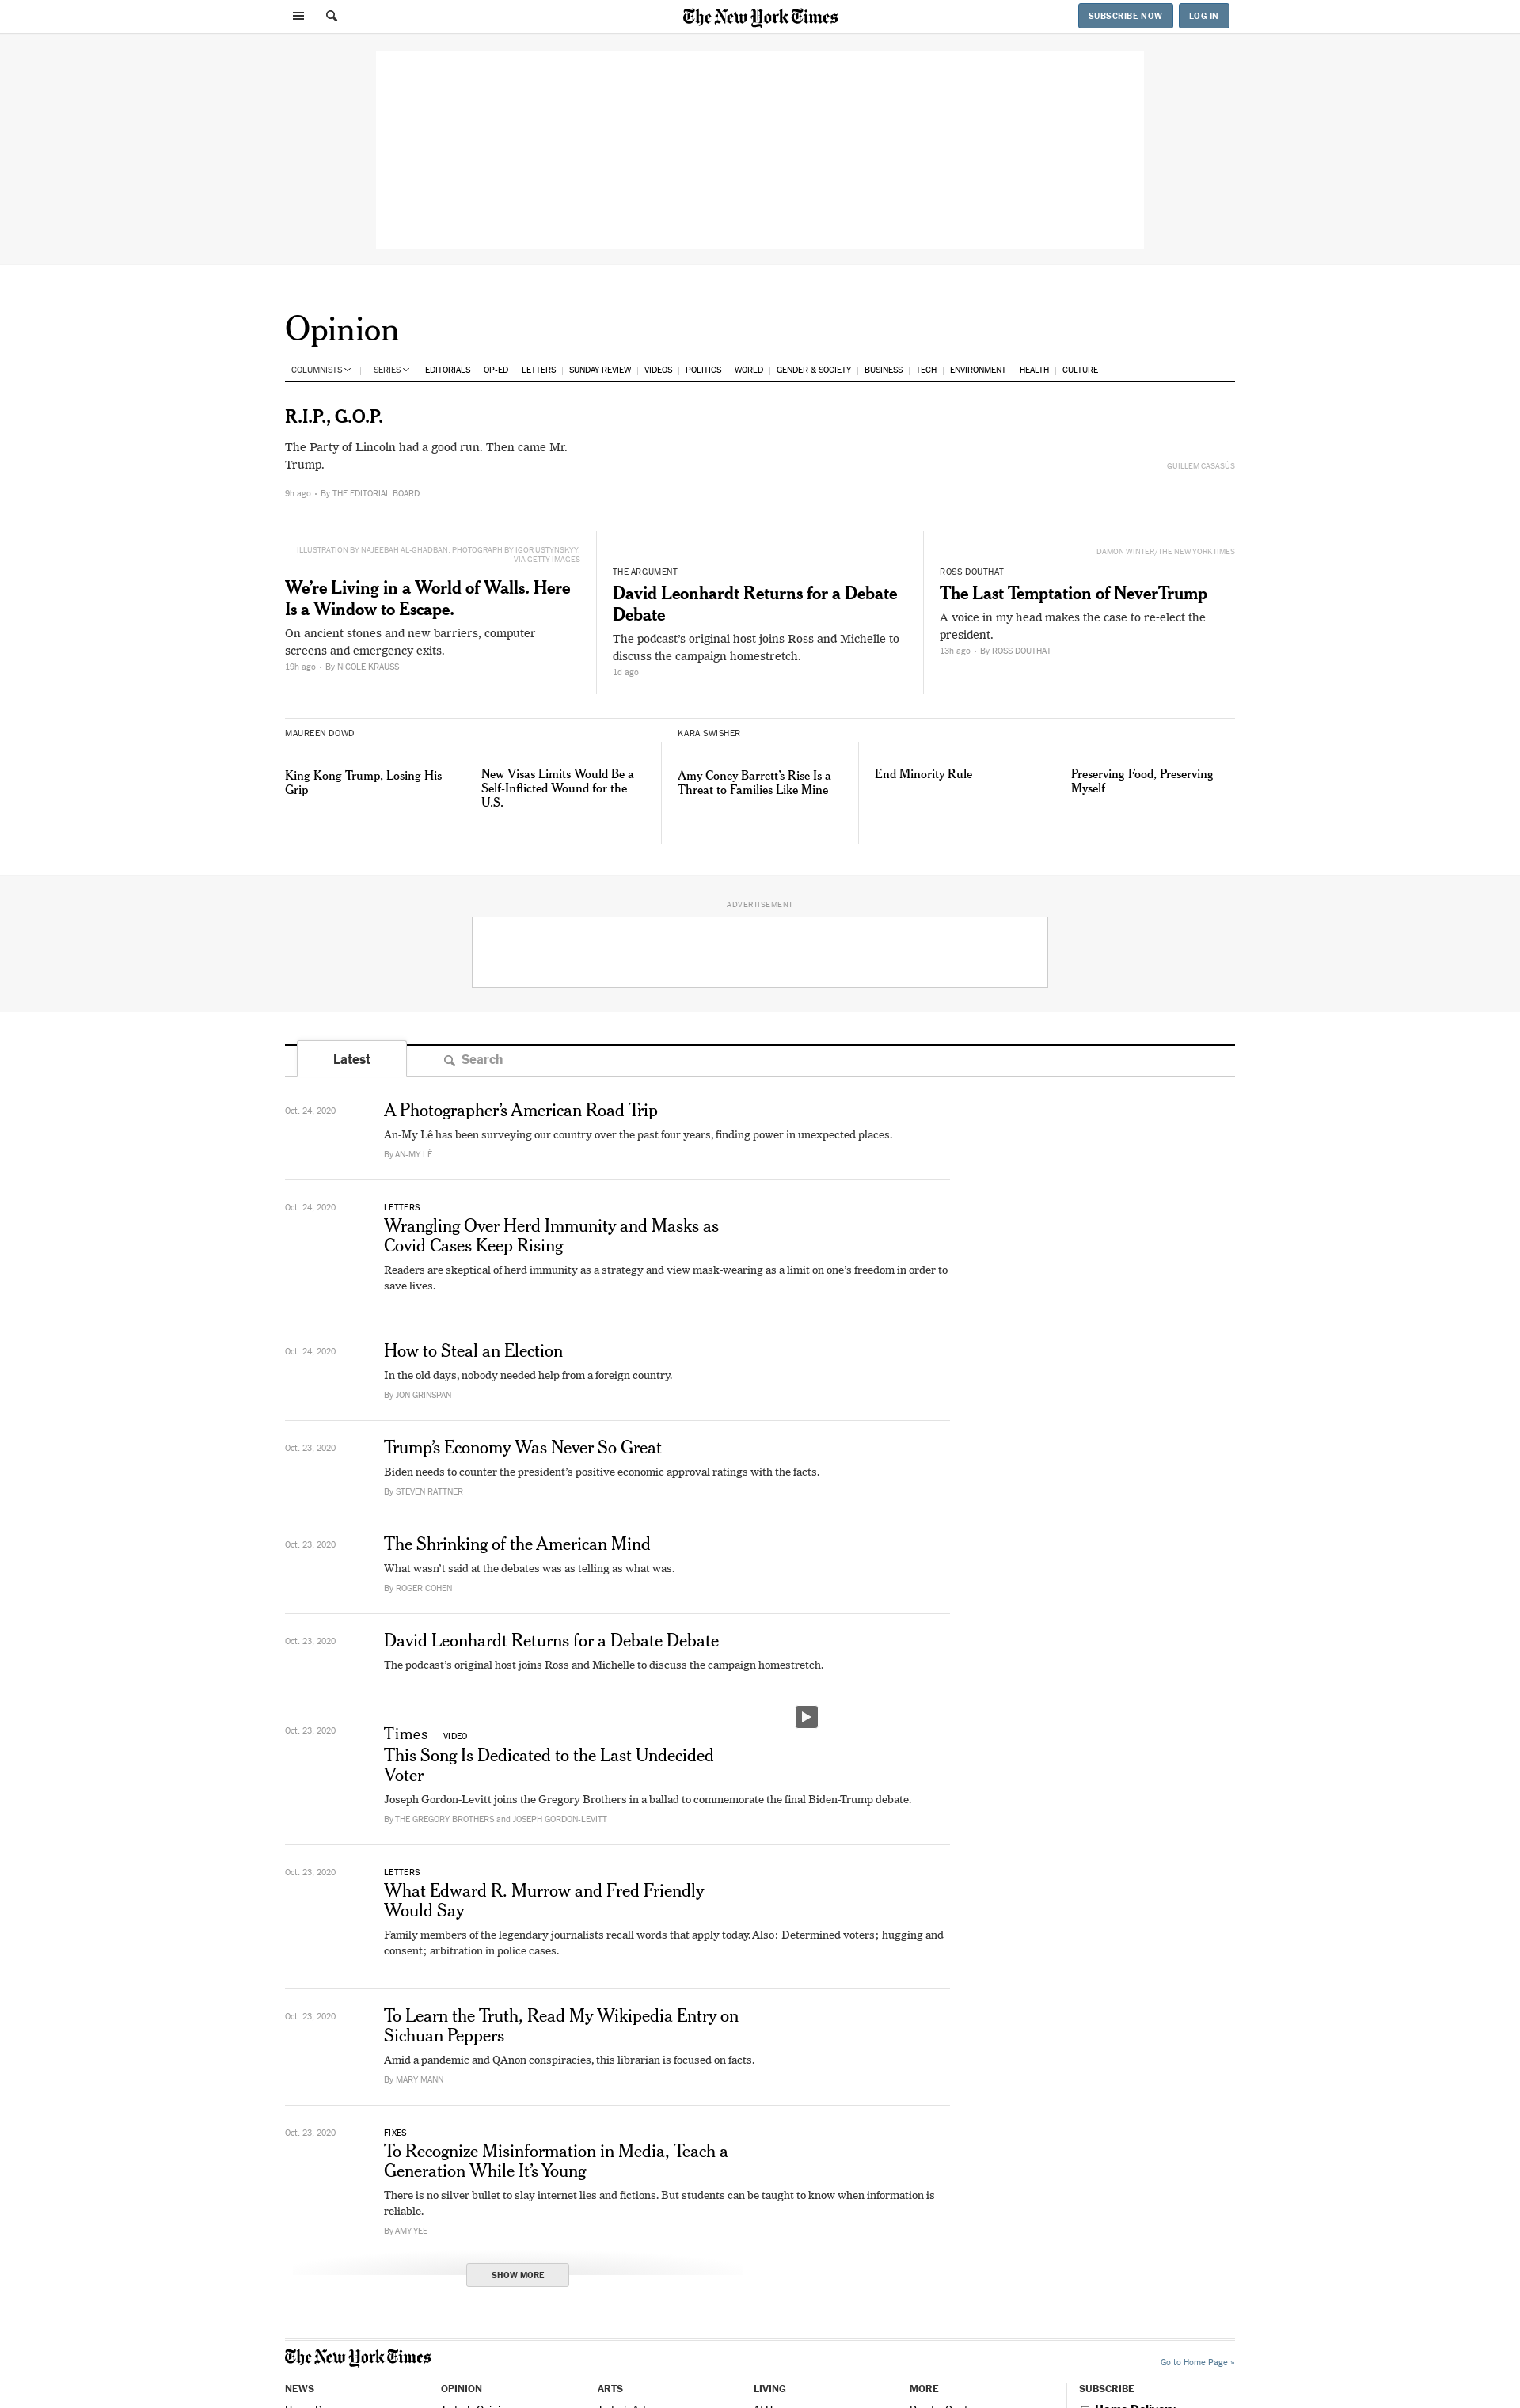 The New York Times
SUBSCRIBE NOW
LOG IN
Opinion
COLUMNISTS
SERIES
EDITORIALS
OP-ED
LETTERS
SUNDAY REVIEW
VIDEOS
POLITICS
WORLD
GENDER & SOCIETY
BUSINESS
TECH
ENVIRONMENT
HEALTH
CULTURE
R.I.P., G.O.P.
The Party of Lincoln had a good run. Then came Mr.
Trump.
9h ago • By THE EDITORIAL BOARD
GUILLEM CASASÚS
ILLUSTRATION BY NAJEEBAH AL-GHADBAN; PHOTOGRAPH BY IGOR USTYNSKYY,
VIA GETTY IMAGES
We’re Living in a World of Walls. Here
Is a Window to Escape.
On ancient stones and new barriers, computer
screens and emergency exits.
19h ago • By NICOLE KRAUSS
THE ARGUMENT
David Leonhardt Returns for a Debate
Debate
The podcast’s original host joins Ross and Michelle to
discuss the campaign homestretch.
1d ago
DAMON WINTER/THE NEW YORK TIMES
ROSS DOUTHAT
The Last Temptation of NeverTrump
A voice in my head makes the case to re-elect the
president.
13h ago • By ROSS DOUTHAT
MAUREEN DOWD
King Kong Trump, Losing His
Grip
New Visas Limits Would Be a
Self-Inflicted Wound for the
U.S.
KARA SWISHER
Amy Coney Barrett’s Rise Is a
Threat to Families Like Mine
End Minority Rule
Preserving Food, Preserving
Myself
ADVERTISEMENT
Latest
Search
Oct. 24, 2020
A Photographer’s American Road Trip
An-My Lê has been surveying our country over the past four years, finding power in unexpected places.
By AN-MY LÊ
Oct. 24, 2020
LETTERS
Wrangling Over Herd Immunity and Masks as
Covid Cases Keep Rising
Readers are skeptical of herd immunity as a strategy and view mask-wearing as a limit on one’s freedom in order to
save lives.
Oct. 24, 2020
How to Steal an Election
In the old days, nobody needed help from a foreign country.
By JON GRINSPAN
Oct. 23, 2020
Trump’s Economy Was Never So Great
Biden needs to counter the president’s positive economic approval ratings with the facts.
By STEVEN RATTNER
Oct. 23, 2020
The Shrinking of the American Mind
What wasn’t said at the debates was as telling as what was.
By ROGER COHEN
Oct. 23, 2020
David Leonhardt Returns for a Debate Debate
The podcast’s original host joins Ross and Michelle to discuss the campaign homestretch.
Oct. 23, 2020
Times | VIDEO
This Song Is Dedicated to the Last Undecided
Voter
Joseph Gordon-Levitt joins the Gregory Brothers in a ballad to commemorate the final Biden-Trump debate.
By THE GREGORY BROTHERS and JOSEPH GORDON-LEVITT
Oct. 23, 2020
LETTERS
What Edward R. Murrow and Fred Friendly
Would Say
Family members of the legendary journalists recall words that apply today. Also: Determined voters; hugging and
consent; arbitration in police cases.
Oct. 23, 2020
To Learn the Truth, Read My Wikipedia Entry on
Sichuan Peppers
Amid a pandemic and QAnon conspiracies, this librarian is focused on facts.
By MARY MANN
Oct. 23, 2020
FIXES
To Recognize Misinformation in Media, Teach a
Generation While It’s Young
There is no silver bullet to slay internet lies and fictions. But students can be taught to know when information is
reliable.
By AMY YEE
SHOW MORE
The New York Times
Go to Home Page »
NEWS
OPINION
ARTS
LIVING
MORE
SUBSCRIBE